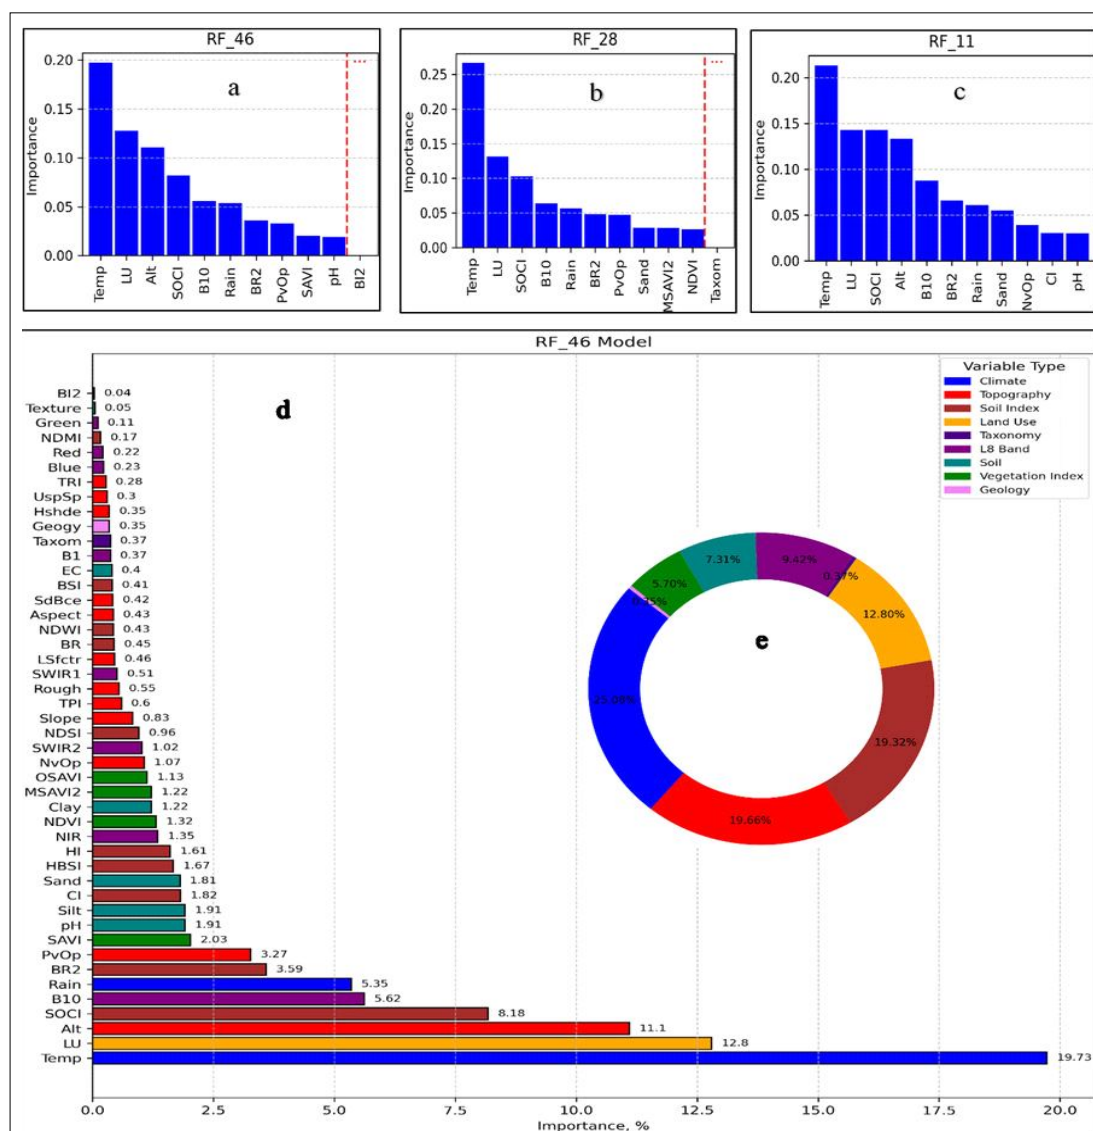 RF_46
a
...
Importance
0.20
0.15
0.10
0.05
0.00
Temp
LU
Alt
SOCI
B10
Rain
BR2
PvOp
SAVI
pH
BI2
RF_28
b
...
Importance
0.25
0.20
0.15
0.10
0.05
0.00
Temp
LU
SOCI
B10
Rain
BR2
PvOp
Sand
MSAVI2
NDVI
Taxom
RF_11
c
Importance
0.20
0.15
0.10
0.05
0.00
Temp
LU
SOCI
Alt
B10
BR2
Rain
Sand
NvOp
CI
pH
RF_46 Model
d
BI2 0.04
Texture 0.05
Green 0.11
NDMI 0.17
Red 0.22
Blue 0.23
TRI 0.28
UspSp 0.3
Hshde 0.35
Geogy 0.35
Taxom 0.37
B1 0.37
EC 0.4
BSI 0.41
SdBce 0.42
Aspect 0.43
NDWI 0.43
BR 0.45
LSfctr 0.46
SWIR1 0.51
Rough 0.55
TPI 0.6
Slope 0.83
NDSI 0.96
SWIR2 1.02
NvOp 1.07
OSAVI 1.13
MSAVI2 1.22
Clay 1.22
NDVI 1.32
NIR 1.35
HI 1.61
HBSI 1.67
Sand 1.81
CI 1.82
Silt 1.91
pH 1.91
SAVI 2.03
PvOp 3.27
BR2 3.59
Rain 5.35
B10 5.62
SOCI 8.18
Alt 11.1
LU 12.8
Temp 19.73
0.0 2.5 5.0 7.5 10.0 12.5 15.0 17.5 20.0
Importance, %
Variable Type
Climate
Topography
Soil Index
Land Use
Taxonomy
L8 Band
Soil
Vegetation Index
Geology
e
7.31%
9.42%
0.37%
5.70%
0.35%
12.80%
25.08%
19.32%
19.66%